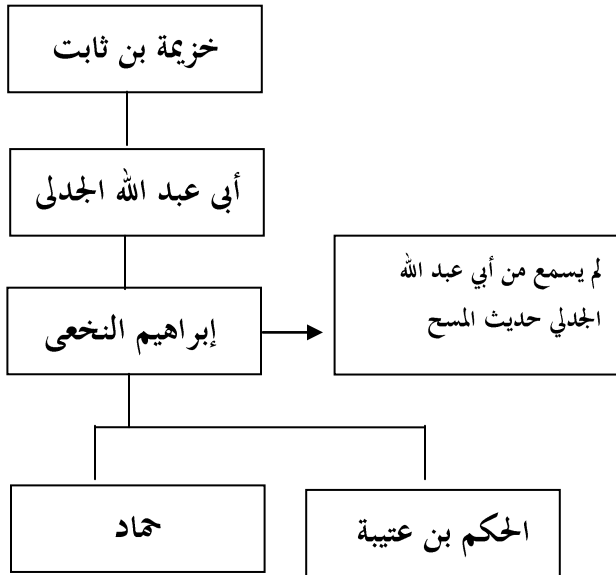 خزيمة بن ثابت
أبى عبد الله الجدلى
لم يسمع من أبي عبد الله
الجدلي حديث المسح
إبراهيم النخعى
حماد
الحكم بن عتيبة